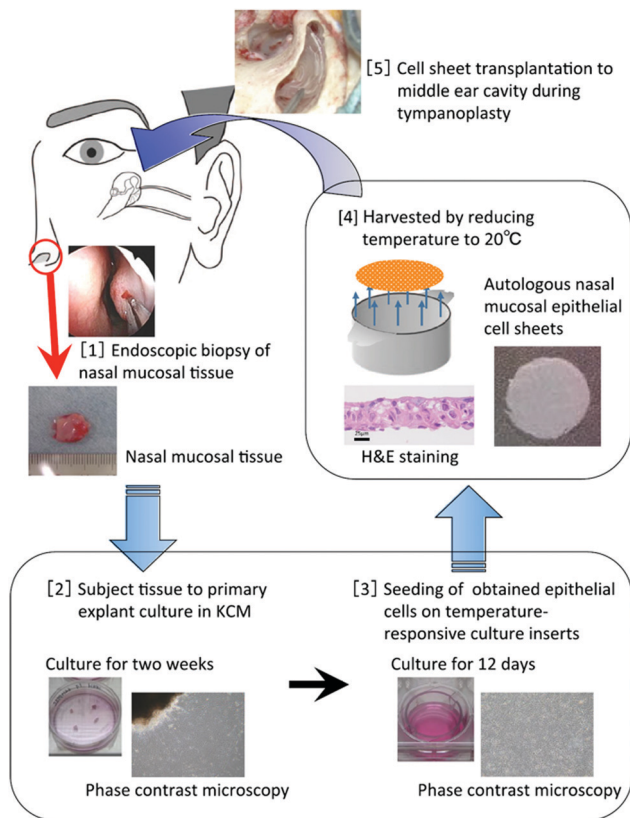 [5] Cell sheet transplantation to
middle ear cavity during
tympanoplasty
[1] Endoscopic biopsy of
nasal mucosal tissue
Nasal mucosal tissue
[4] Harvested by reducing
temperature to 20℃
Autologous nasal
mucosal epithelial
cell sheets
25μm
H&E staining
[2] Subject tissue to primary
explant culture in KCM
Culture for two weeks
Phase contrast microscopy
[3] Seeding of obtained epithelial
cells on temperature-
responsive culture inserts
Culture for 12 days
Phase contrast microscopy